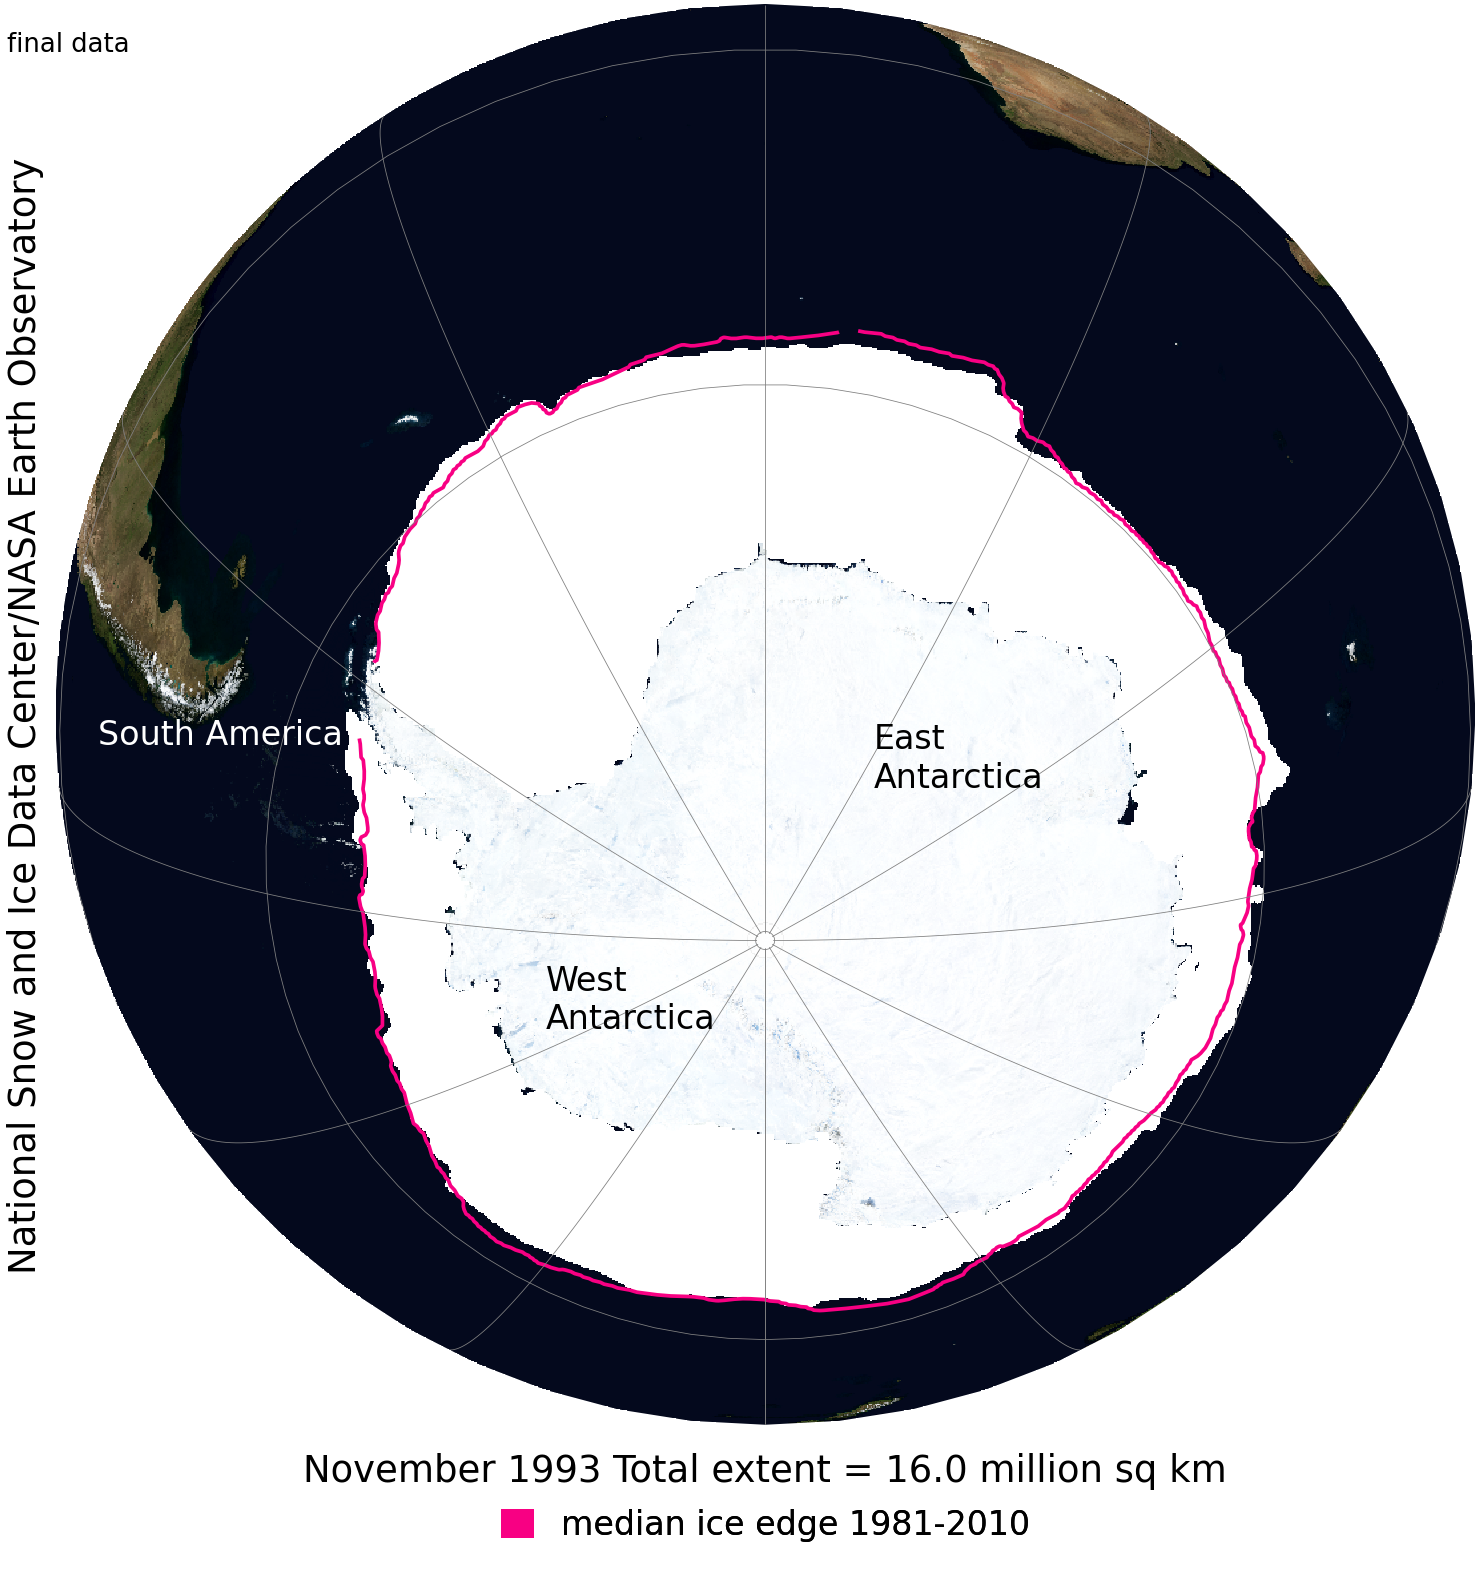 final data
National Snow and Ice Data Center/NASA Earth Observatory
South America
East
Antarctica
West
Antarctica
November 1993 Total extent = 16.0 million sq km
median ice edge 1981-2010